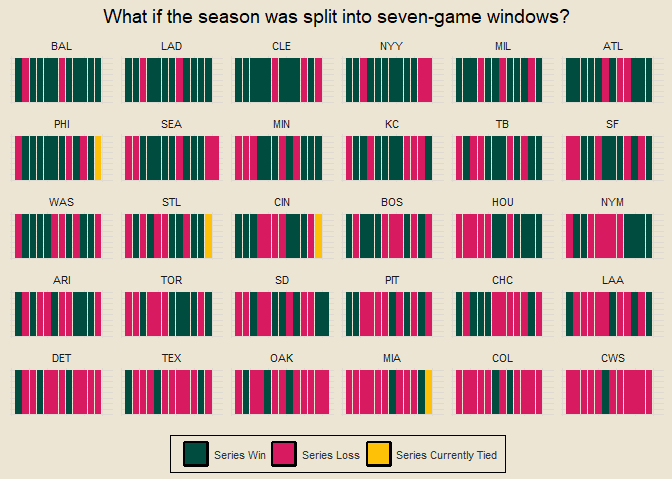 What if the season was split into seven-game windows?
BAL LAD CLE NYY MIL ATL
PHI SEA MIN KC TB SF
WAS STL CIN BOS HOU NYM
ARI TOR SD PIT CHC LAA
DET TEX OAK MIA COL CWS
Series Win Series Loss Series Currently Tied